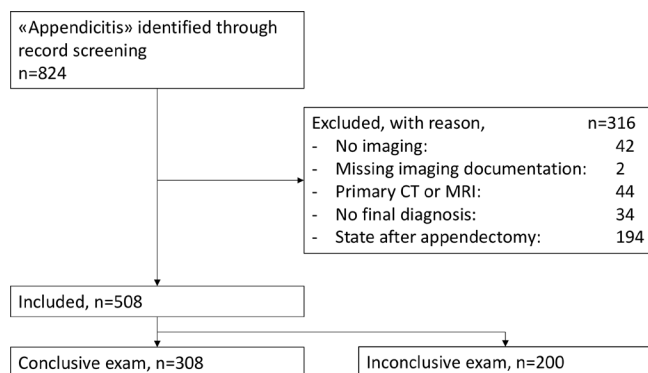 «Appendicitis» identified through
record screening
n=824
Excluded, with reason, n=316
- No imaging: 42
- Missing imaging documentation: 2
- Primary CT or MRI: 44
- No final diagnosis: 34
- State after appendectomy: 194
Included, n=508
Conclusive exam, n=308
Inconclusive exam, n=200